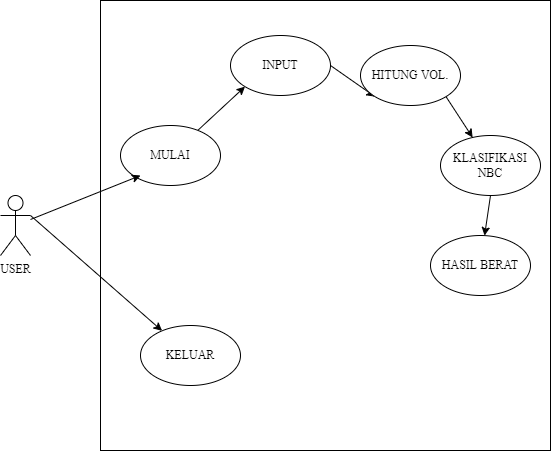 INPUT
HITUNG VOL.
MULAI
KLASIFIKASI
NBC
USER
HASIL BERAT
KELUAR